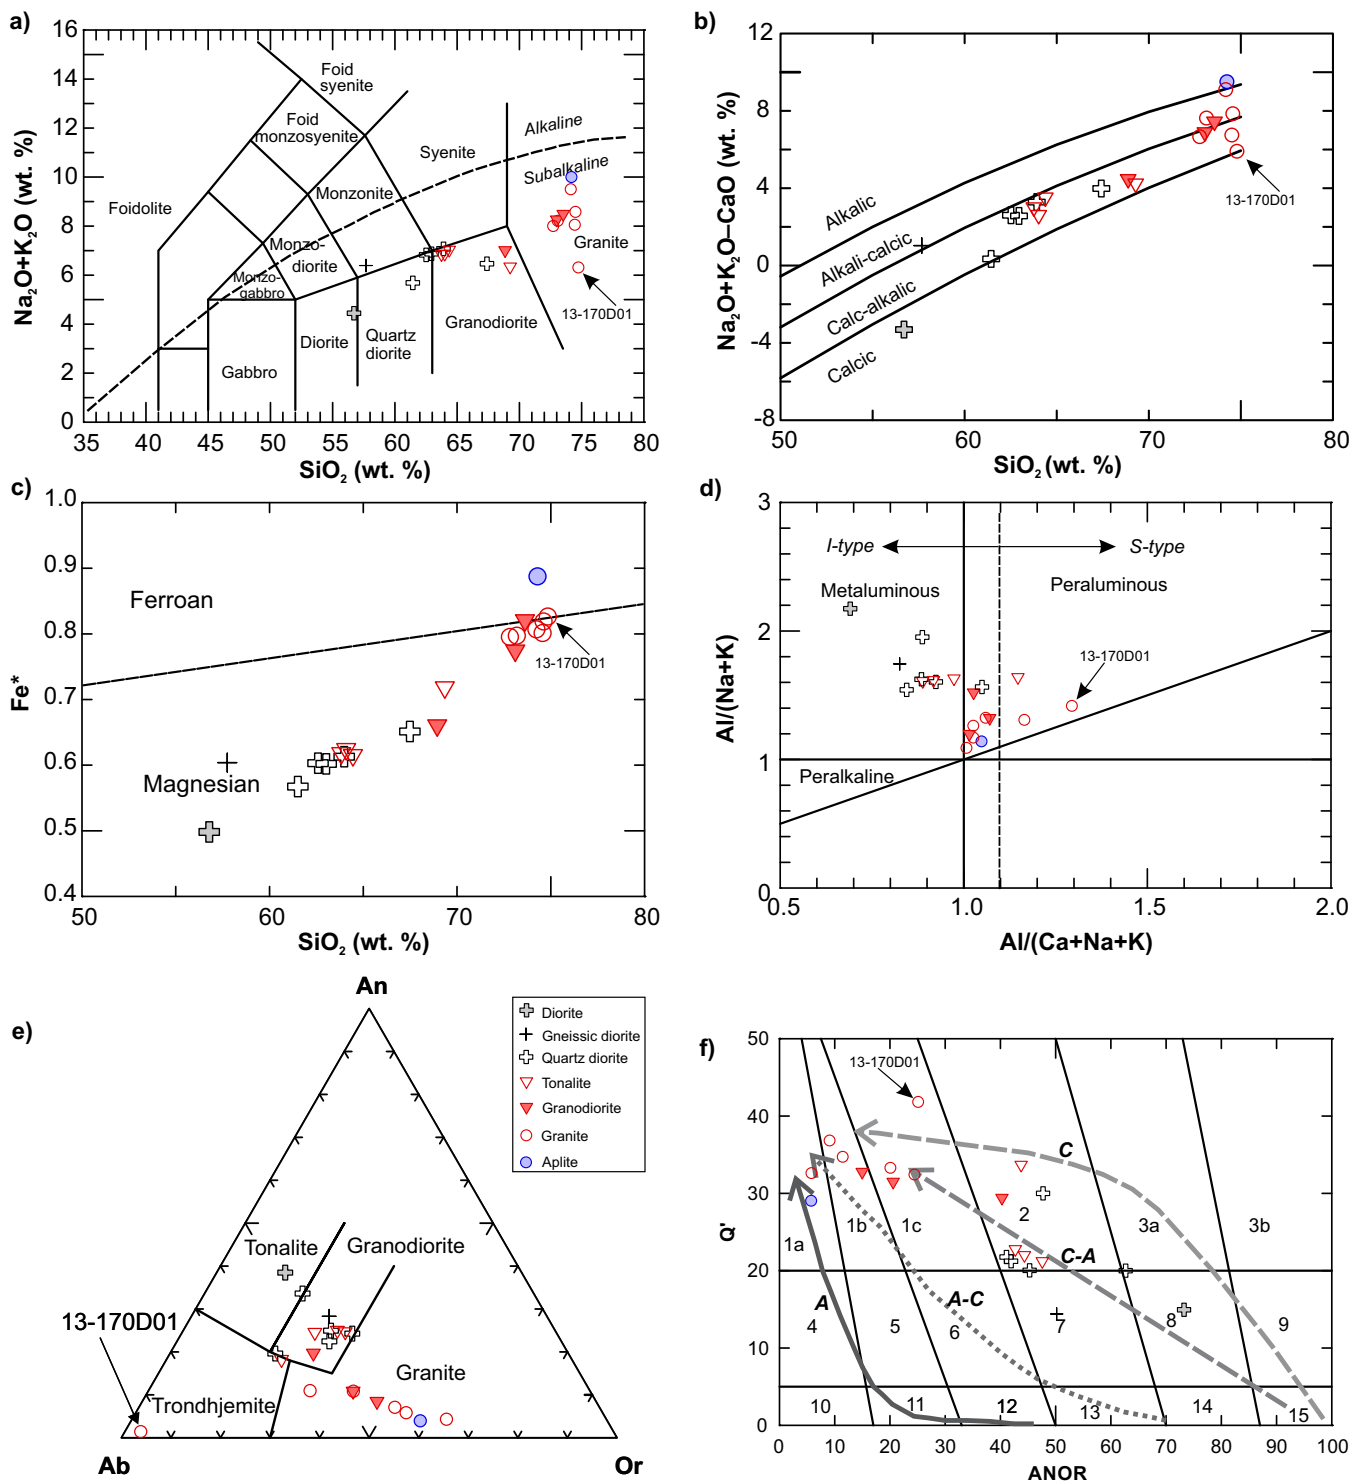 a)
16
14
12
10
8
6
4
2
0
Na₂O+K₂O (wt. %)
35 40 45 50 55 60 65 70 75 80
SiO₂ (wt. %)
Foid
syenite
Foid
monzosyenite
Alkaline
Syenite
Subalkaline
Foidolite
Monzonite
Monzo-
diorite
Monzo-
gabbro
Granite
13-170D01
Diorite
Quartz
diorite
Granodiorite
Gabbro
b)
12
8
4
0
-4
-8
Na₂O+K₂O–CaO (wt. %)
50 60 70 80
SiO₂ (wt. %)
13-170D01
Alkalic
Alkali-calcic
Calc-alkalic
Calcic
c)
1.0
0.9
0.8
0.7
0.6
0.5
0.4
Fe*
50 60 70 80
SiO₂ (wt. %)
Ferroan
13-170D01
Magnesian
d)
3
2
1
0
Al/(Na+K)
0.5 1.0 1.5 2.0
Al/(Ca+Na+K)
I-type S-type
Metaluminous Peraluminous
13-170D01
Peralkaline
e)
An
Ab Or
Tonalite Granodiorite
13-170D01
Granite
Trondhjemite
Diorite
Gneissic diorite
Quartz diorite
Tonalite
Granodiorite
Granite
Aplite
f)
50
40
30
20
10
0
Q'
0 10 20 30 40 50 60 70 80 90 100
ANOR
13-170D01
C
1a 1b 1c 2 3a 3b
C-A
A A-C
4 5 6 7 8 9
10 11 12 13 14 15